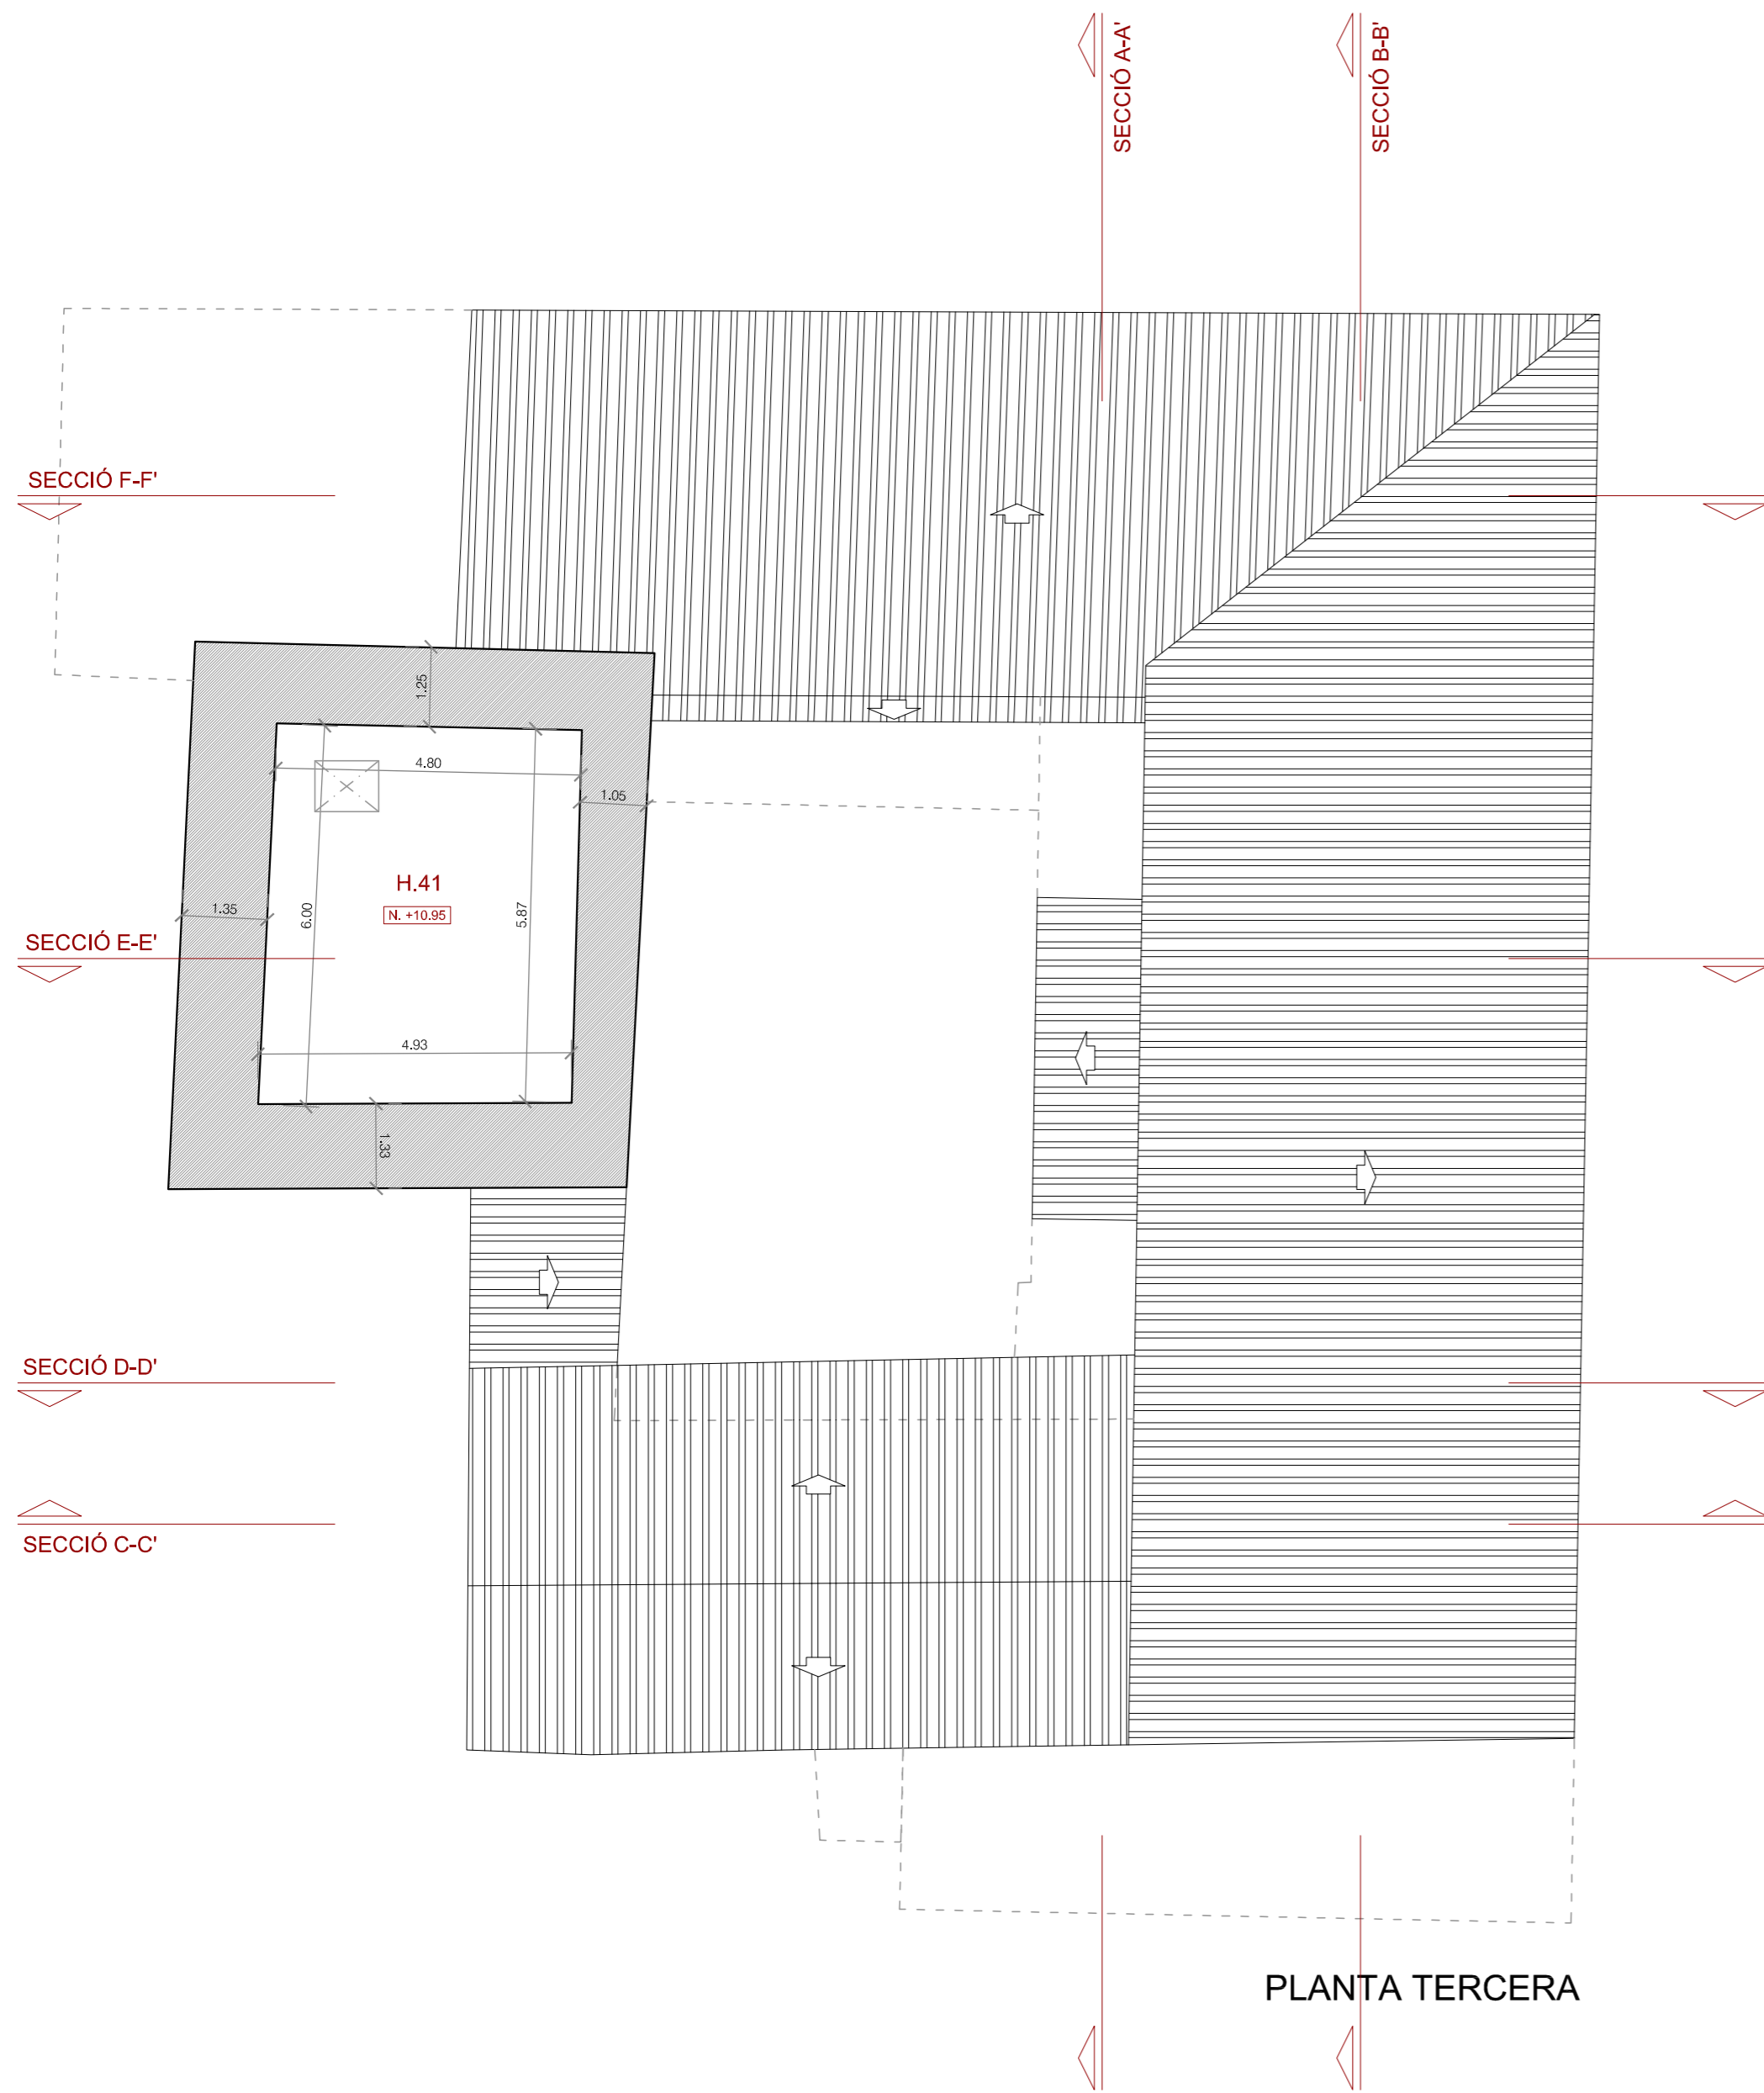 SECCIÓ A-A'
SECCIÓ B-B'
SECCIÓ F-F'
1.25
4.80
1.05
H.41
N. +10.95
1.35
6.00
5.87
SECCIÓ E-E'
4.93
1.33
SECCIÓ D-D'
SECCIÓ C-C'
PLANTA TERCERA